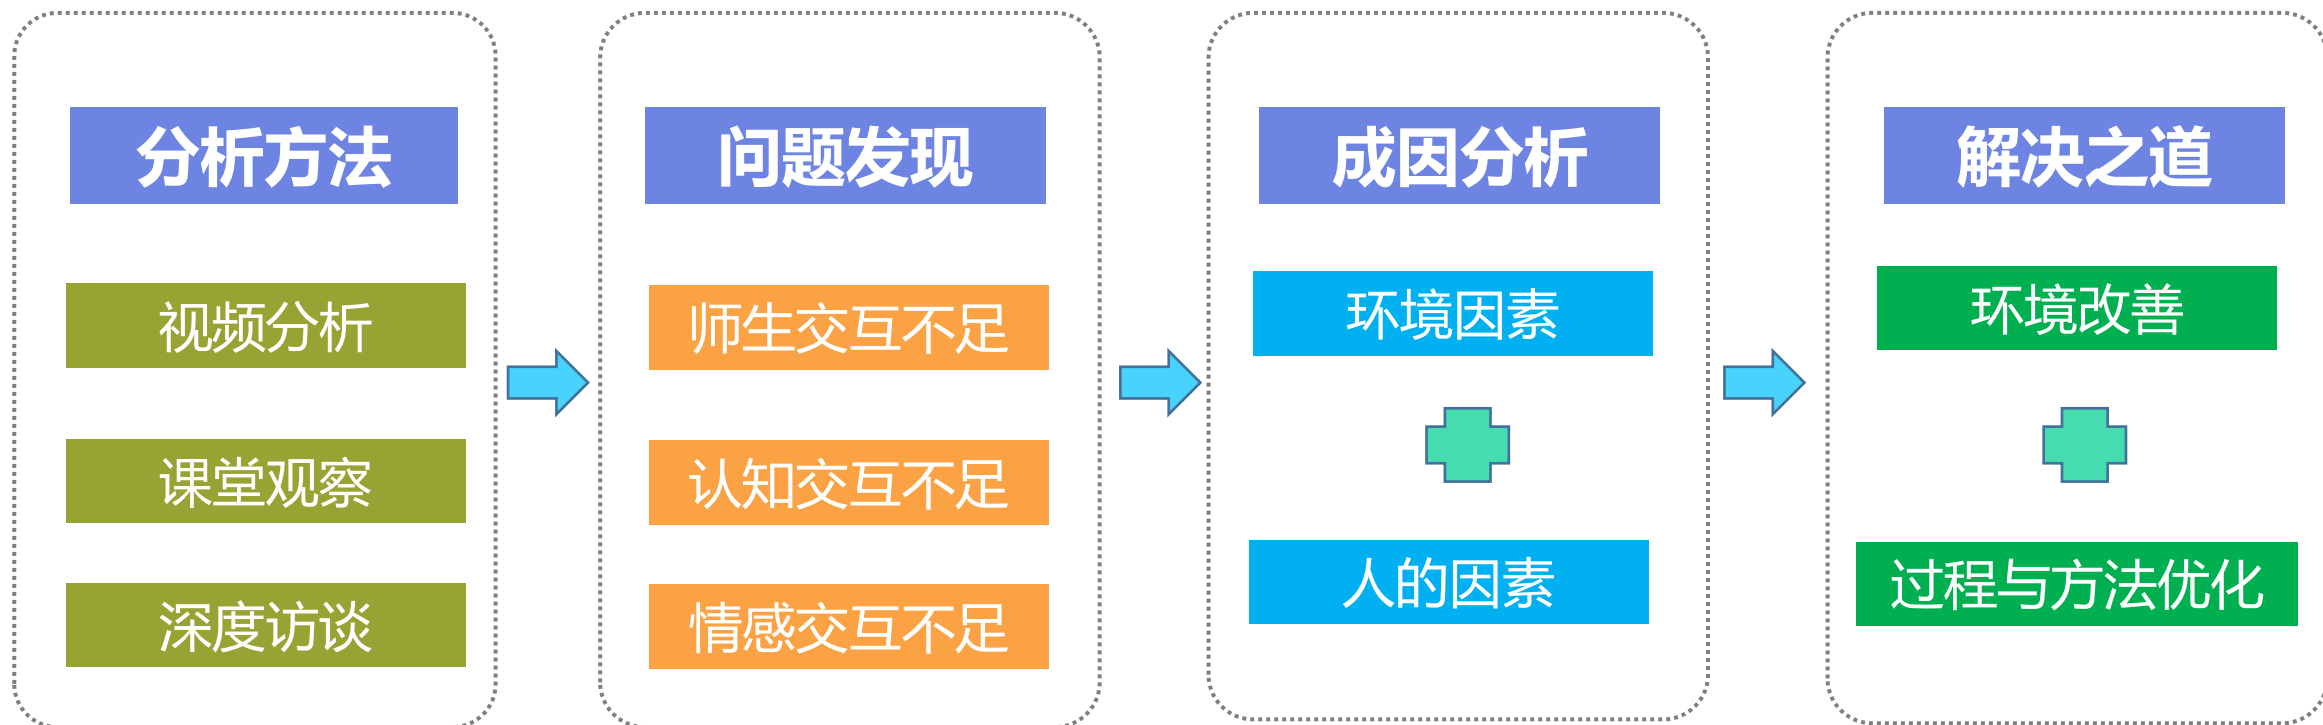 分析方法
视频分析
课堂观察
深度访谈
问题发现
师生交互不足
认知交互不足
情感交互不足
成因分析
环境因素
人的因素
解决之道
环境改善
过程与方法优化